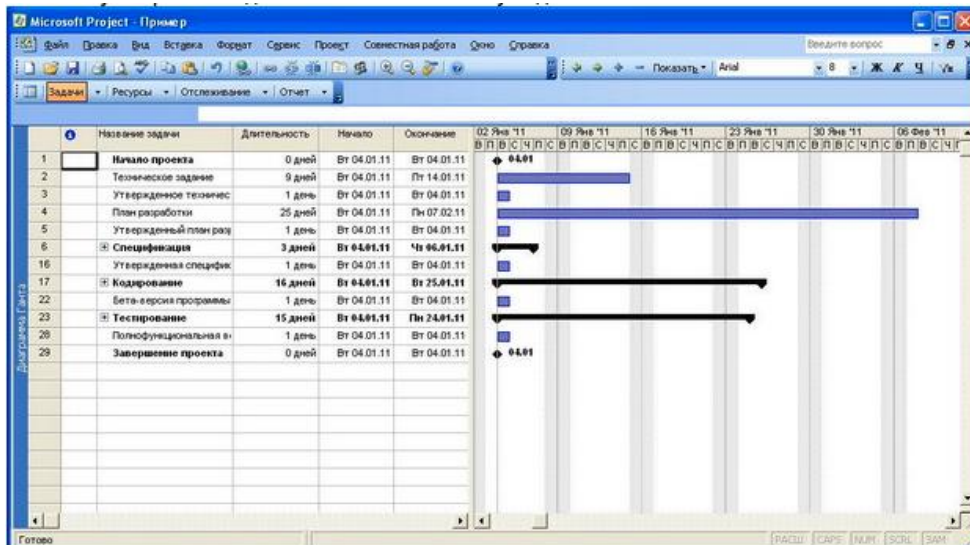 Microsoft Project - Пример
Файл Правка Вид Вставка Формат Сервис Проект Совместная работа Окно Справка Введите вопрос
Показать Arial 8 Ж К Ч
Задачи Ресурсы Отслеживание Отчет
Название задачи Длительность Начало Окончание 02 Янв '11 09 Янв '11 16 Янв '11 23 Янв '11 30 Янв '11 06 Фев '11
В П В С Ч П С В П В С Ч П С В П В С Ч П С В П В С Ч П С В П В С Ч П С В П В С Ч П
1 Начало проекта 0 дней Вт 04.01.11 Вт 04.01.11 04.01
2 Техническое задание 9 дней Вт 04.01.11 Пт 14.01.11
3 Утвержденное техничес 1 день Вт 04.01.11 Вт 04.01.11
4 План разработки 25 дней Вт 04.01.11 Пн 07.02.11
5 Утвержденный план разр 1 день Вт 04.01.11 Вт 04.01.11
6 Спецификация 3 дней Вт 04.01.11 Чт 06.01.11
16 Утвержденная специфик 1 день Вт 04.01.11 Вт 04.01.11
17 Кодирование 16 дней Вт 04.01.11 Вт 25.01.11
22 Бета-версия программы 1 день Вт 04.01.11 Вт 04.01.11
23 Тестирование 15 дней Вт 04.01.11 Пн 24.01.11
28 Полнофункциональная в 1 день Вт 04.01.11 Вт 04.01.11
29 Завершение проекта 0 дней Вт 04.01.11 Вт 04.01.11 04.01
Диаграмма Ганта
Готово РАСШ CAPS NUM SCRL ЗАМ